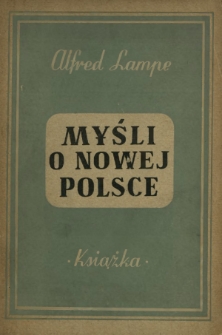 Alfred Lampe
MYŚLI
O NOWEJ
POLSCE
· Książka ·